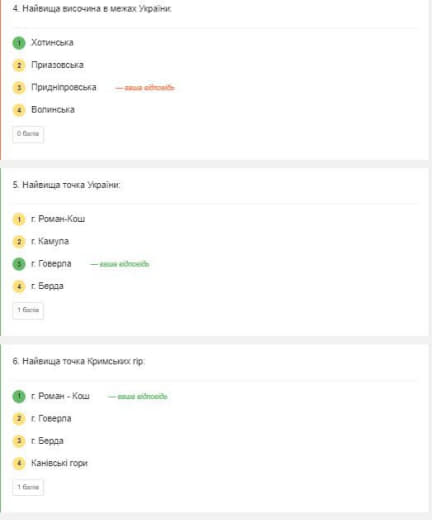 4. Найвища височина в межах України:
1 Хотинська
2 Приазовська
3 Придніпровська — ваша відповідь
4 Волинська
0 балів
5. Найвища точка України:
1 г. Роман-Кош
2 г. Камула
3 г. Говерла — ваша відповідь
4 г. Берда
1 балів
6. Найвища точка Кримських гір:
1 г. Роман - Кош — ваша відповідь
2 г. Говерла
3 г. Берда
4 Канівські гори
1 балів